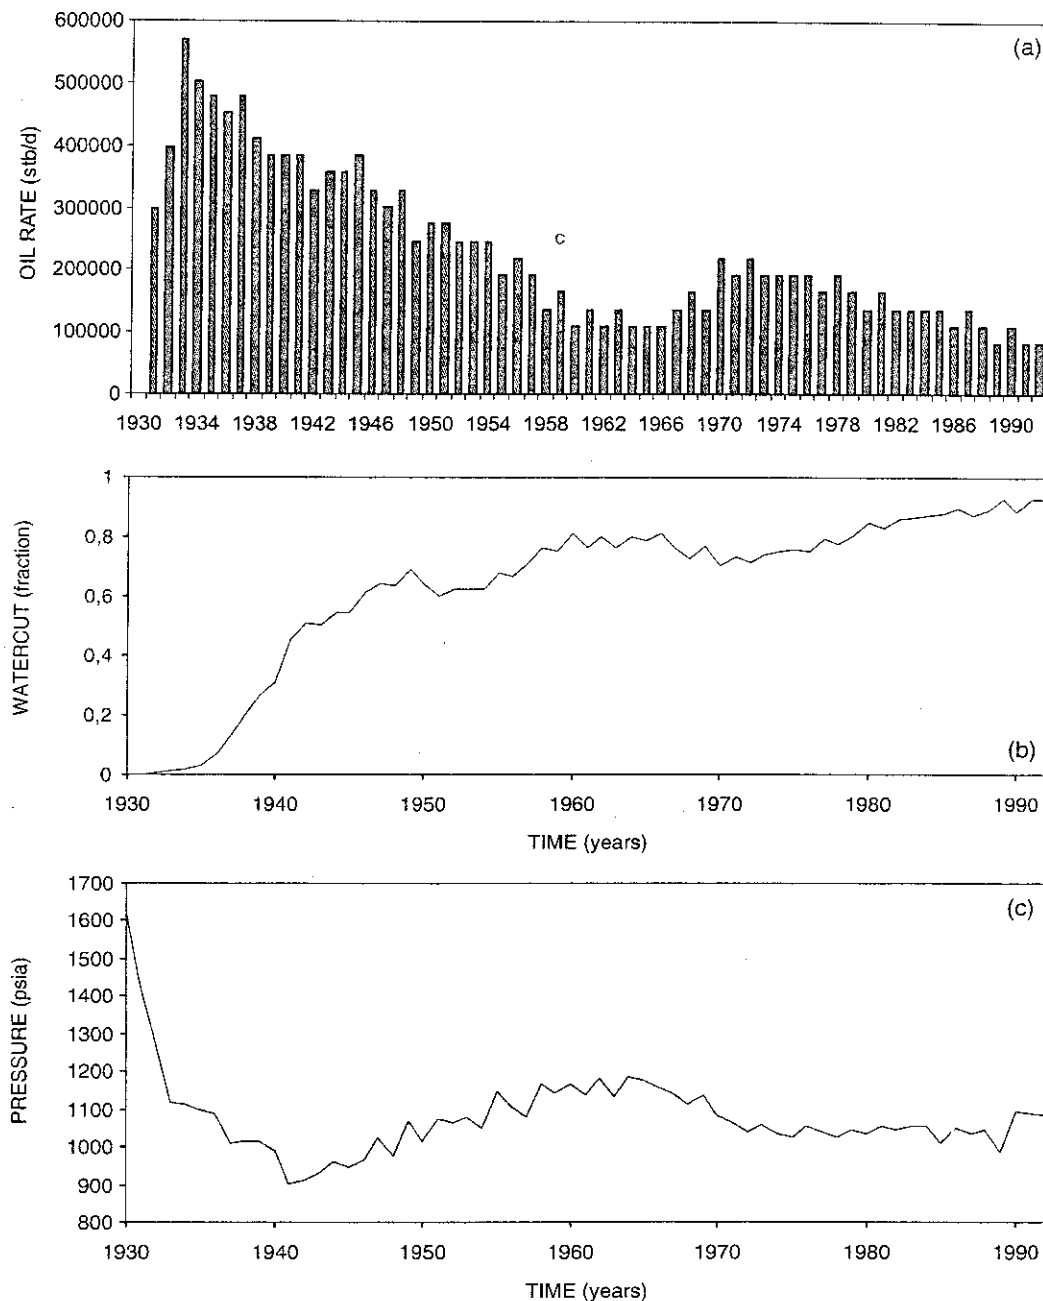 (a)
600000
500000
400000
300000
200000
100000
0
OIL RATE (stb/d)
c
1930 1934 1938 1942 1946 1950 1954 1958 1962 1966 1970 1974 1978 1982 1986 1990
1
0,8
0,6
0,4
0,2
0
WATERCUT (fraction)
(b)
1930 1940 1950 1960 1970 1980 1990
TIME (years)
1700
1600
1500
1400
1300
1200
1100
1000
900
800
PRESSURE (psia)
(c)
1930 1940 1950 1960 1970 1980 1990
TIME (years)